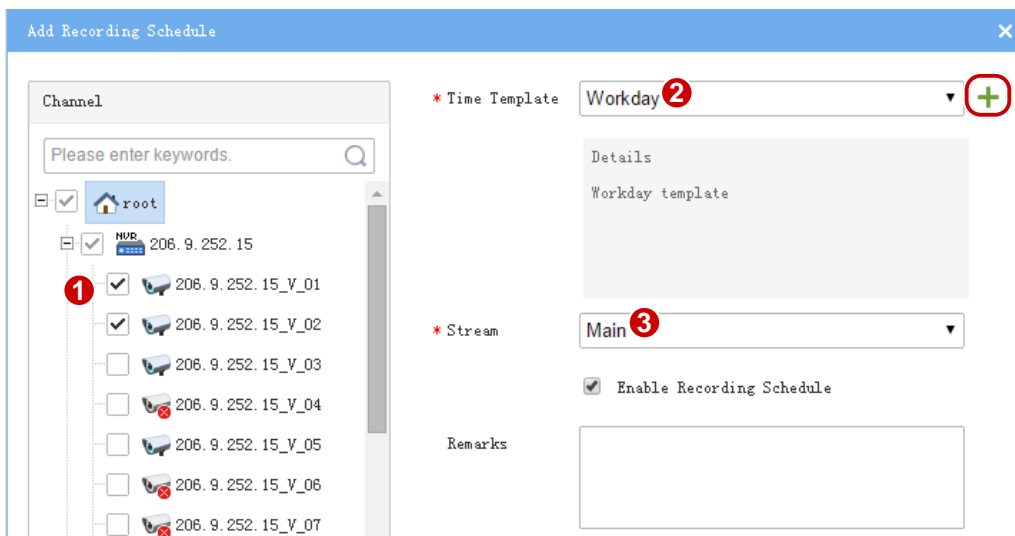 Add Recording Schedule
Channel
Please enter keywords.
root
NVR
206.9.252.15
1
206.9.252.15_V_01
206.9.252.15_V_02
206.9.252.15_V_03
206.9.252.15_V_04
206.9.252.15_V_05
206.9.252.15_V_06
206.9.252.15_V_07
* Time Template
Workday 2
Details
Workday template
* Stream
Main 3
Enable Recording Schedule
Remarks